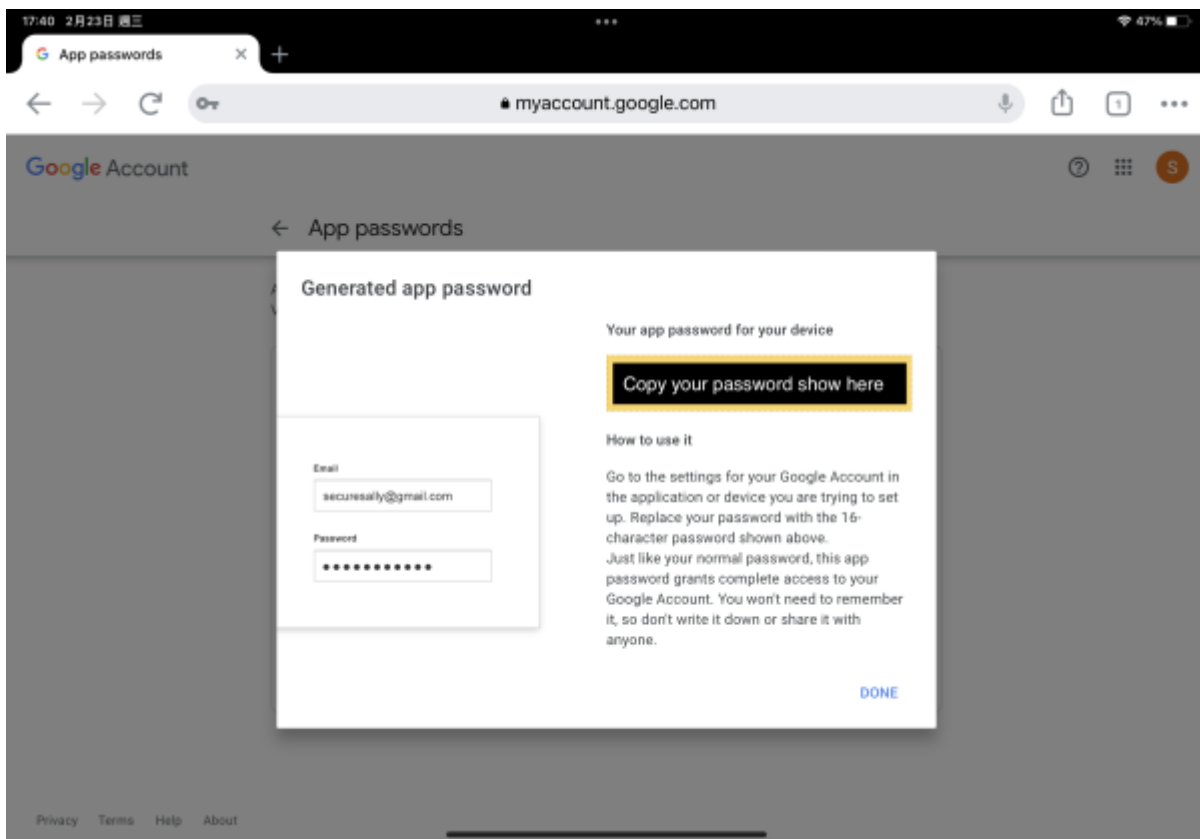 17:40 2月23日 週三
47%
App passwords
myaccount.google.com
1
Google Account
S
App passwords
Generated app password
Your app password for your device
Copy your password show here
How to use it
Email
securesally@gmail.com
Password
Go to the settings for your Google Account in
the application or device you are trying to set
up. Replace your password with the 16-
character password shown above.
Just like your normal password, this app
password grants complete access to your
Google Account. You won't need to remember
it, so don't write it down or share it with
anyone.
DONE
Privacy Terms Help About